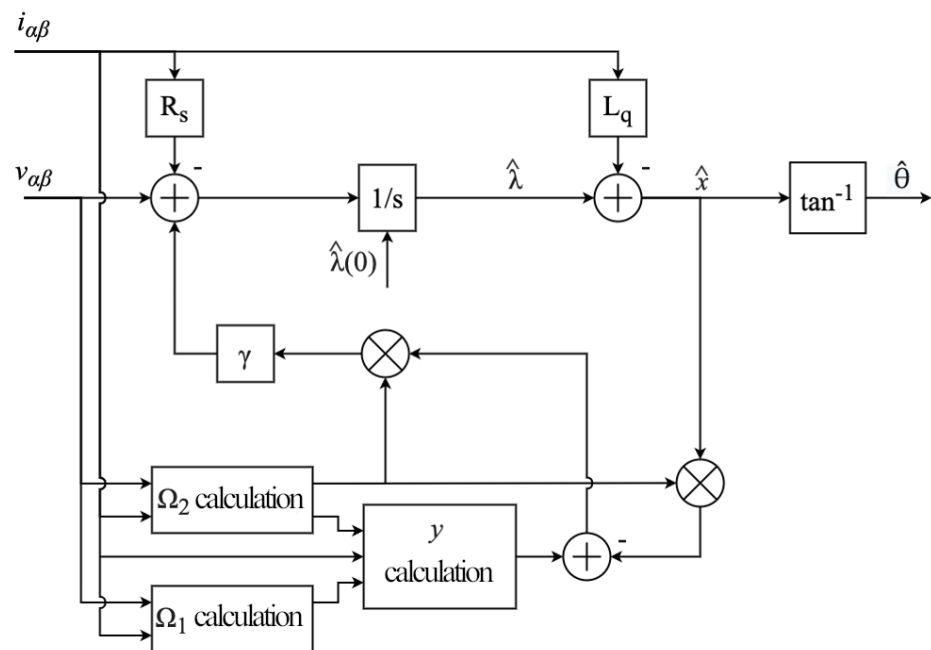 iαβ
Rs
Lq
-
-
vαβ
+
1/s
λ̂
+
x̂
tan⁻¹
θ̂
λ̂(0)
γ
Ω₂ calculation
y
calculation
-
+
Ω₁ calculation